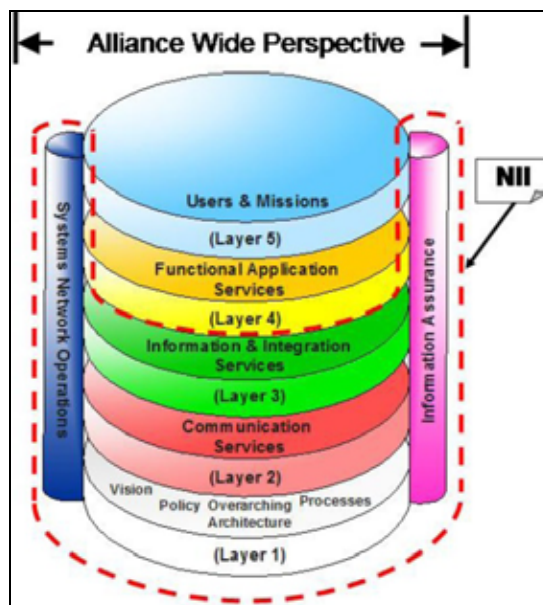 Alliance Wide Perspective
NII
Systems Network Operations
Information Assurance
Users & Missions
(Layer 5)
Functional Application
Services
(Layer 4)
Information & Integration
Services
(Layer 3)
Communication
Services
(Layer 2)
Vision
Policy
Overarching
Architecture
Processes
(Layer 1)